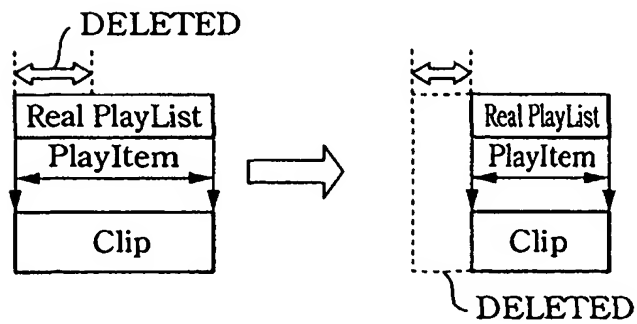 DELETED
Real PlayList
PlayItem
Clip
Real PlayList
PlayItem
Clip
DELETED